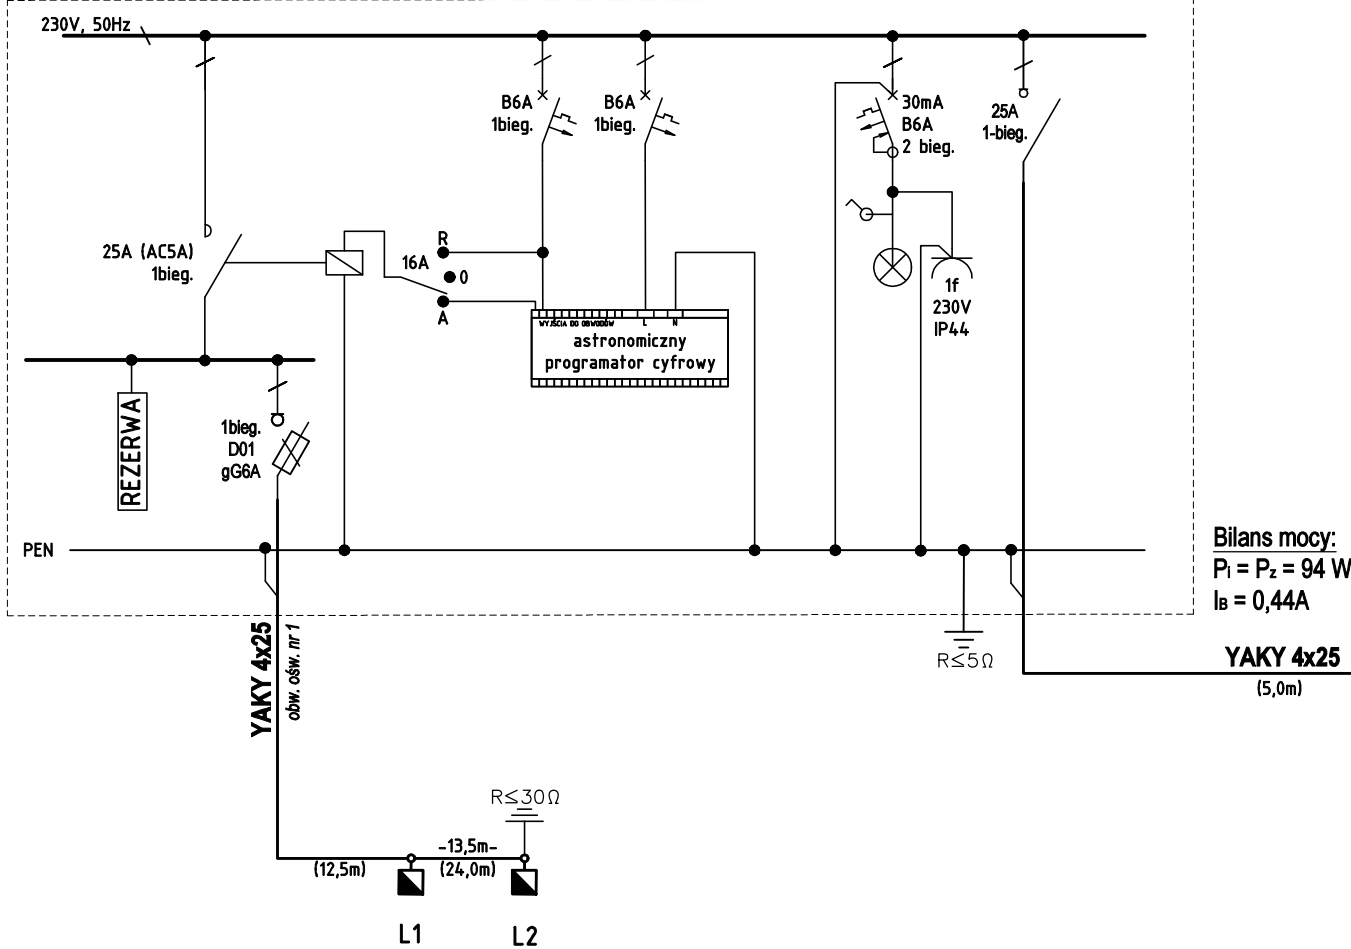 230V, 50Hz
B6A
1bieg.
B6A
1bieg.
30mA
B6A
2 bieg.
25A
1-bieg.
25A (AC5A)
1bieg.
16A
R
0
A
WYJŚCIA DO OBWODÓW L N
astronomiczny
programator cyfrowy
1f
230V
IP44
REZERWA
1bieg.
D01
gG6A
PEN
Bilans mocy:
Pi = Pz = 94 W
IB = 0,44A
R≤5Ω
YAKY 4x25
(5,0m)
YAKY 4x25
obw. ośw. nr 1
R≤30Ω
(12,5m)
-13,5m-
(24,0m)
L1
L2